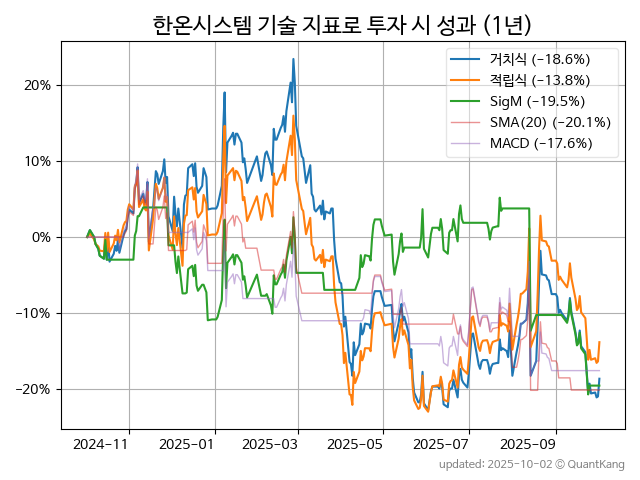 한온시스템 기술 지표로 투자 시 성과 (1년)
거치식 (−18.6%)
적립식 (−13.8%)
SigM (−19.5%)
SMA(20) (−20.1%)
MACD (−17.6%)
20%
10%
0%
−10%
−20%
2024-11
2025-01
2025-03
2025-05
2025-07
2025-09
updated: 2025-10-02 ⓒ QuantKang